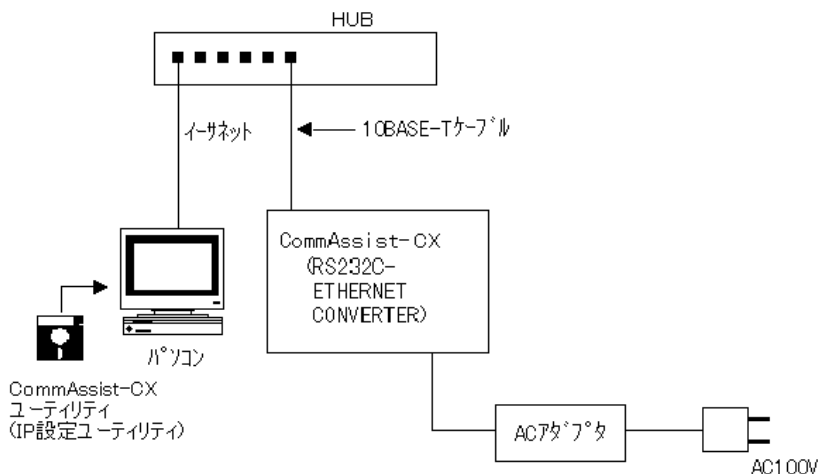 HUB
イーサネット
10BASE-Tケーブル
CommAssist-CX
(RS232C-
ETHERNET
CONVERTER)
パソコン
CommAssist-CX
ユーティリティ
(IP設定ユーティリティ)
ACアダプタ
AC100V